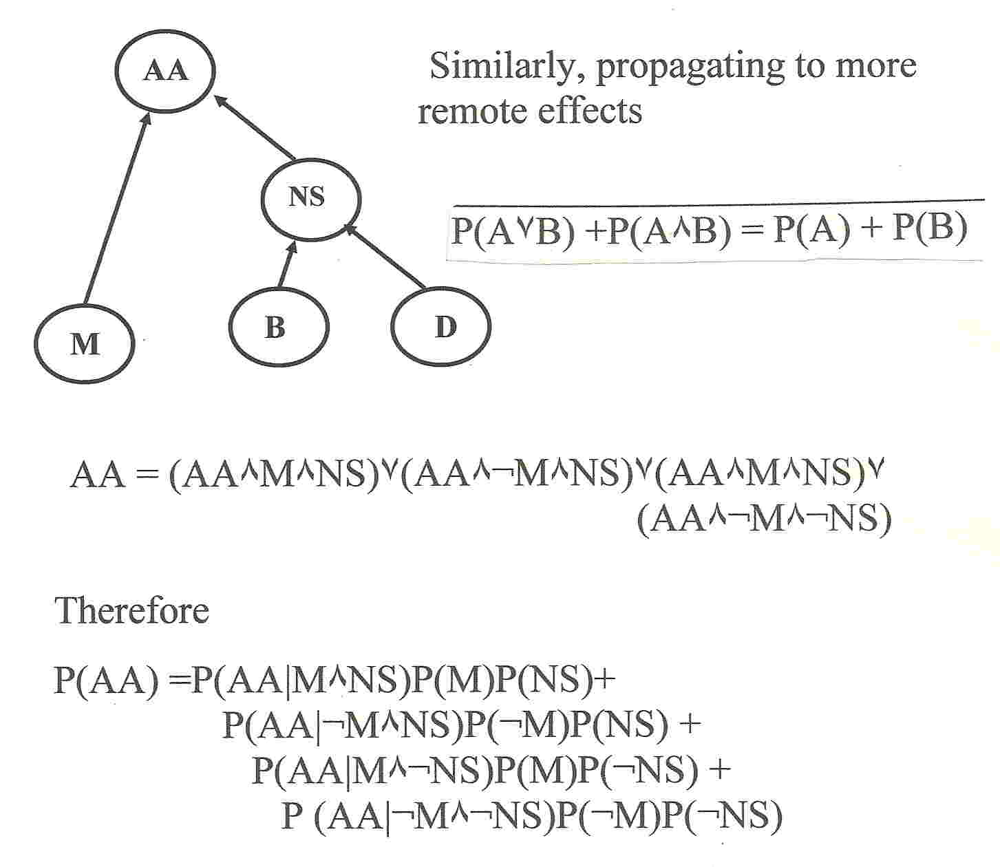 AA
Similarly, propagating to more
remote effects
NS
P(A∨B) +P(A∧B) = P(A) + P(B)
M
B
D
AA = (AA∧M∧NS)∨(AA∧¬M∧NS)∨(AA∧M∧NS)∨
(AA∧¬M∧¬NS)
Therefore
P(AA) =P(AA|M∧NS)P(M)P(NS)+
P(AA|¬M∧NS)P(¬M)P(NS) +
P(AA|M∧¬NS)P(M)P(¬NS) +
P (AA|¬M∧¬NS)P(¬M)P(¬NS)